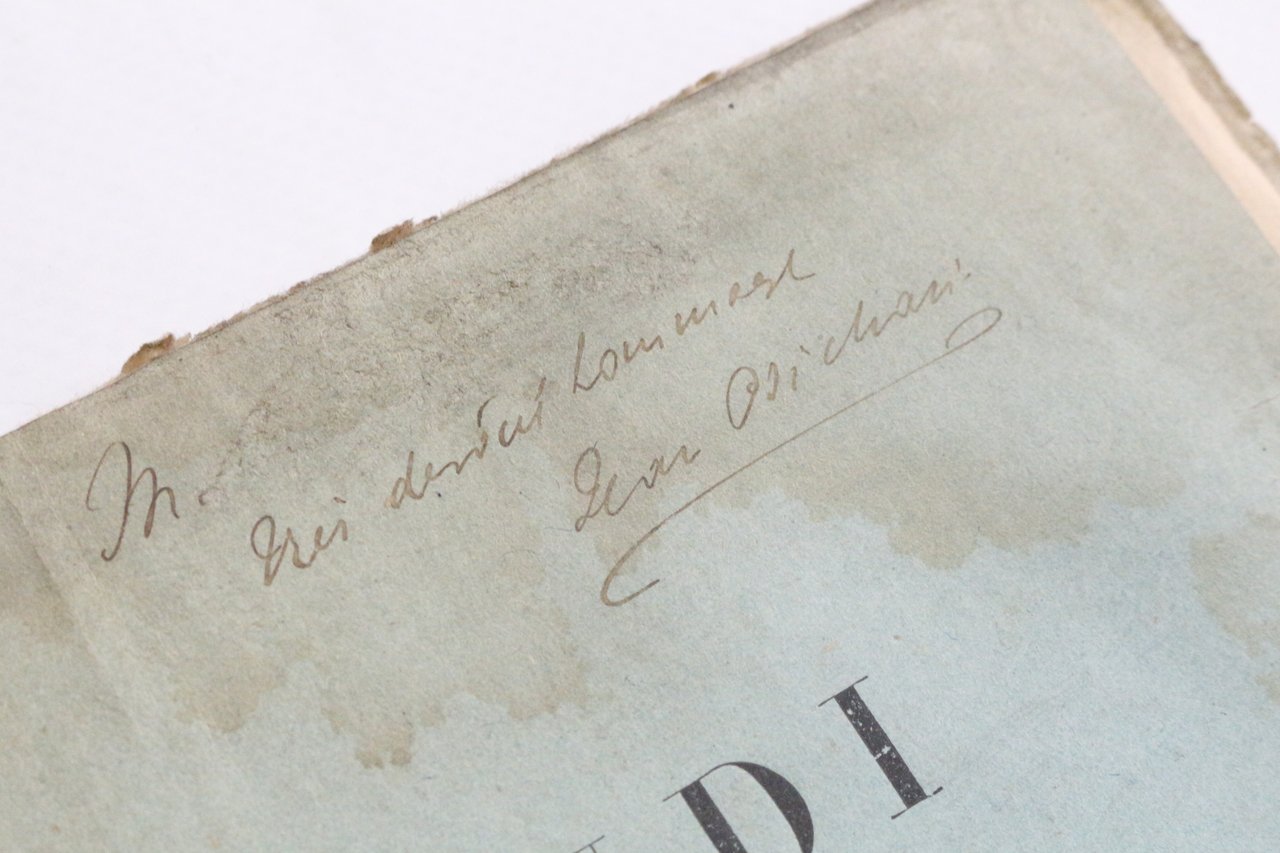 M.
très dévoué hommage
Jean Psichari
DI